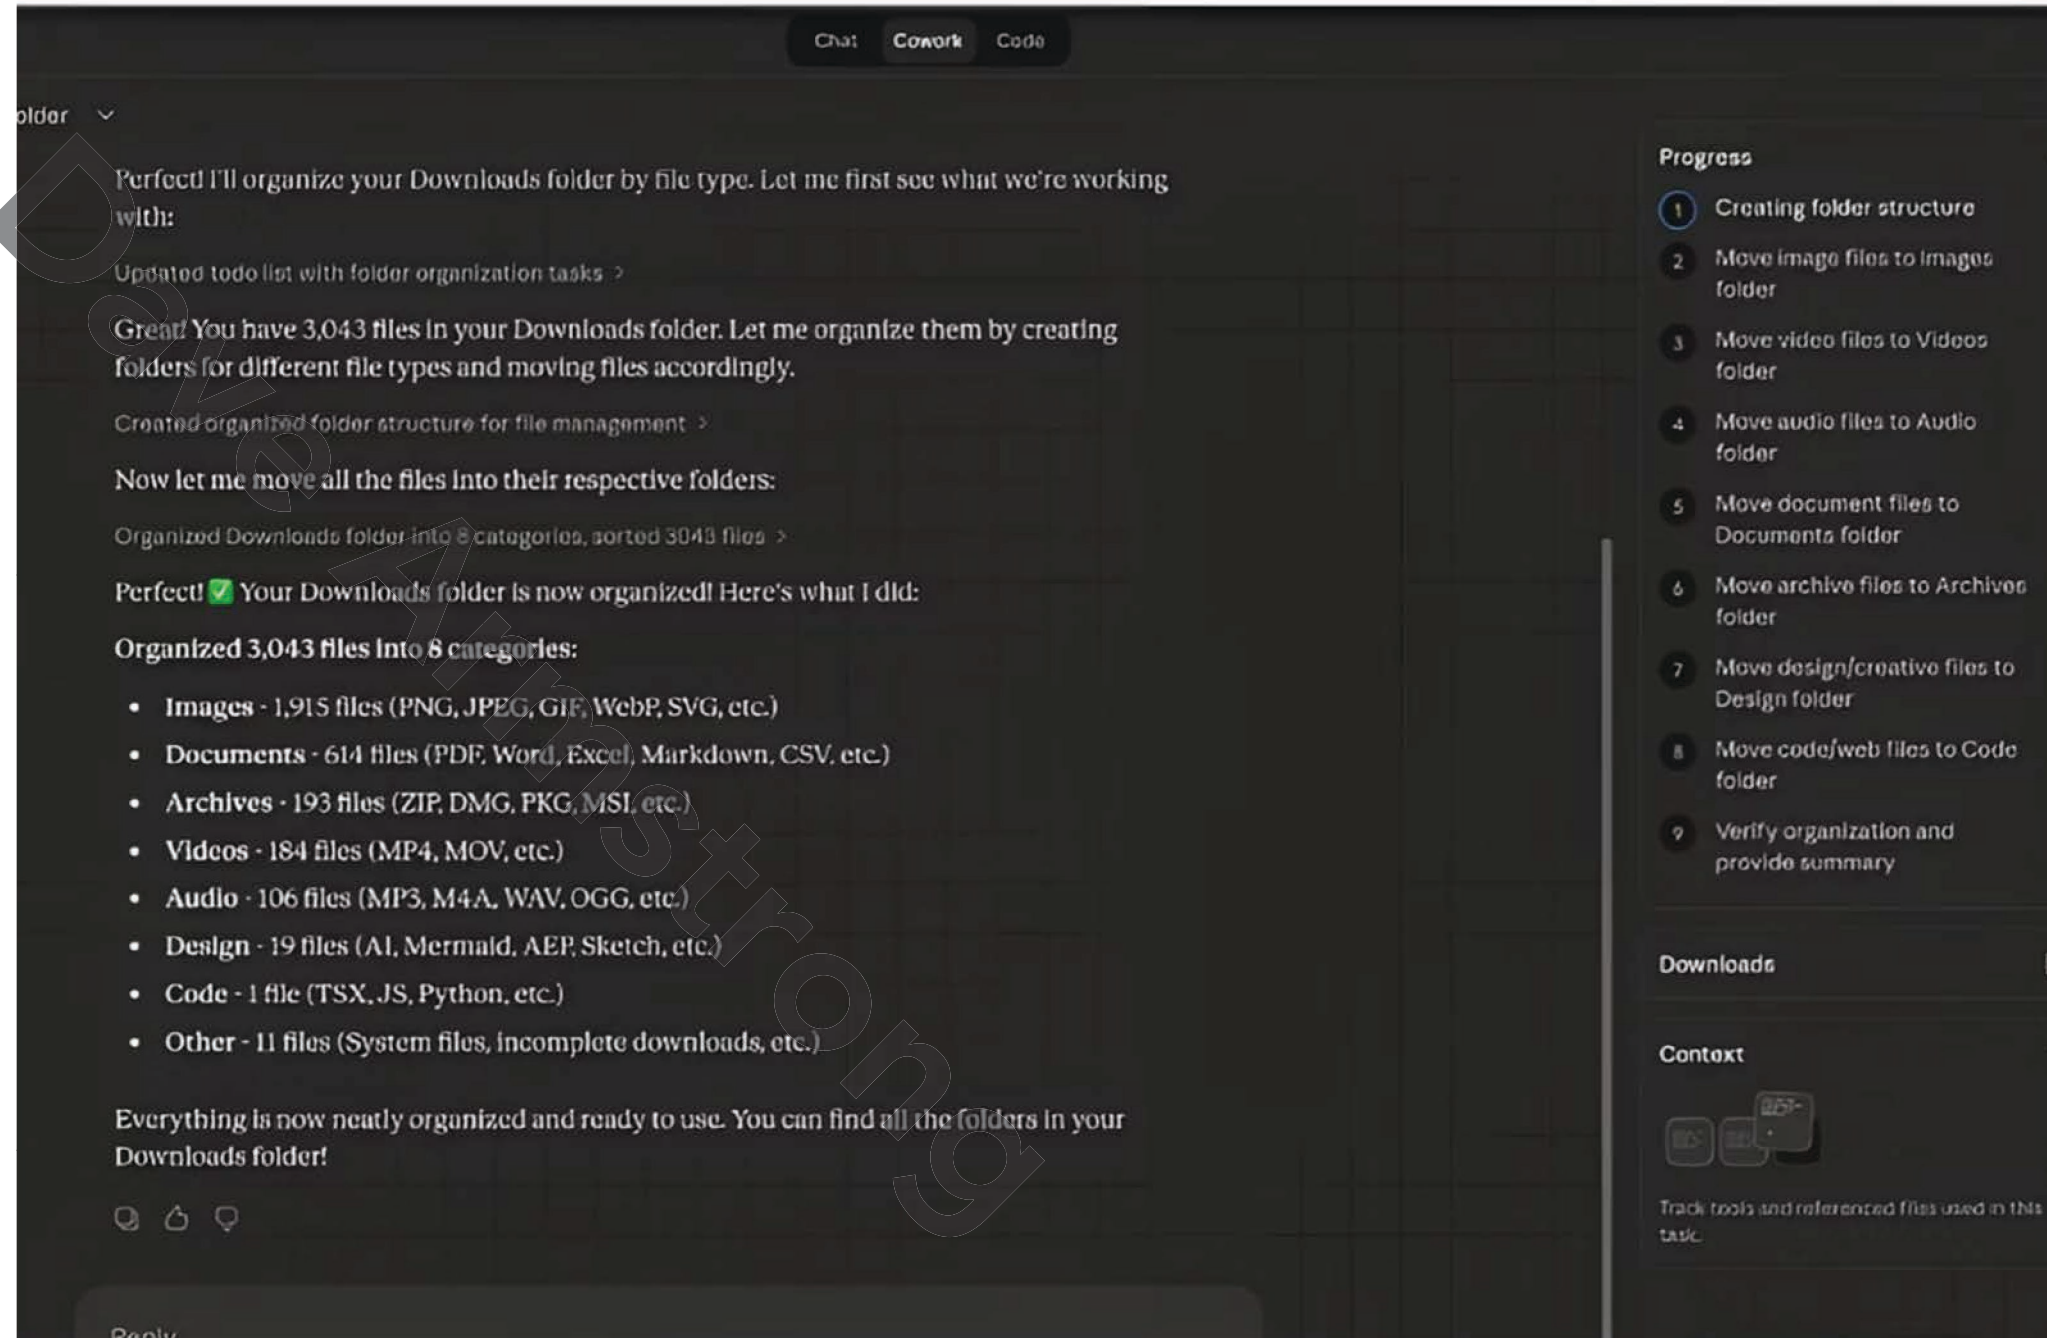 Chat Cowork Code
older
Perfect! I'll organize your Downloads folder by file type. Let me first see what we're working
with:
Updated todo list with folder organization tasks >
Great! You have 3,043 files in your Downloads folder. Let me organize them by creating
folders for different file types and moving files accordingly.
Created organized folder structure for file management >
Now let me move all the files into their respective folders:
Organized Downloads folder into 8 categories, sorted 3043 files >
Perfect! ✅ Your Downloads folder is now organized! Here's what I did:
Organized 3,043 files into 8 categories:
• Images - 1,915 files (PNG, JPEG, GIF, WebP, SVG, etc.)
• Documents - 614 files (PDF, Word, Excel, Markdown, CSV, etc.)
• Archives - 193 files (ZIP, DMG, PKG, MSI, etc.)
• Videos - 184 files (MP4, MOV, etc.)
• Audio - 106 files (MP3, M4A, WAV, OGG, etc.)
• Design - 19 files (AI, Mermaid, AEP, Sketch, etc.)
• Code - 1 file (TSX, JS, Python, etc.)
• Other - 11 files (System files, incomplete downloads, etc.)
Everything is now neatly organized and ready to use. You can find all the folders in your
Downloads folder!
Reply
Progress
1 Creating folder structure
2 Move image files to Images
folder
3 Move video files to Videos
folder
4 Move audio files to Audio
folder
5 Move document files to
Documents folder
6 Move archive files to Archives
folder
7 Move design/creative files to
Design folder
8 Move code/web files to Code
folder
9 Verify organization and
provide summary
Downloads
Context
Track tools and referenced files used in this
task.
Dave Armstrong